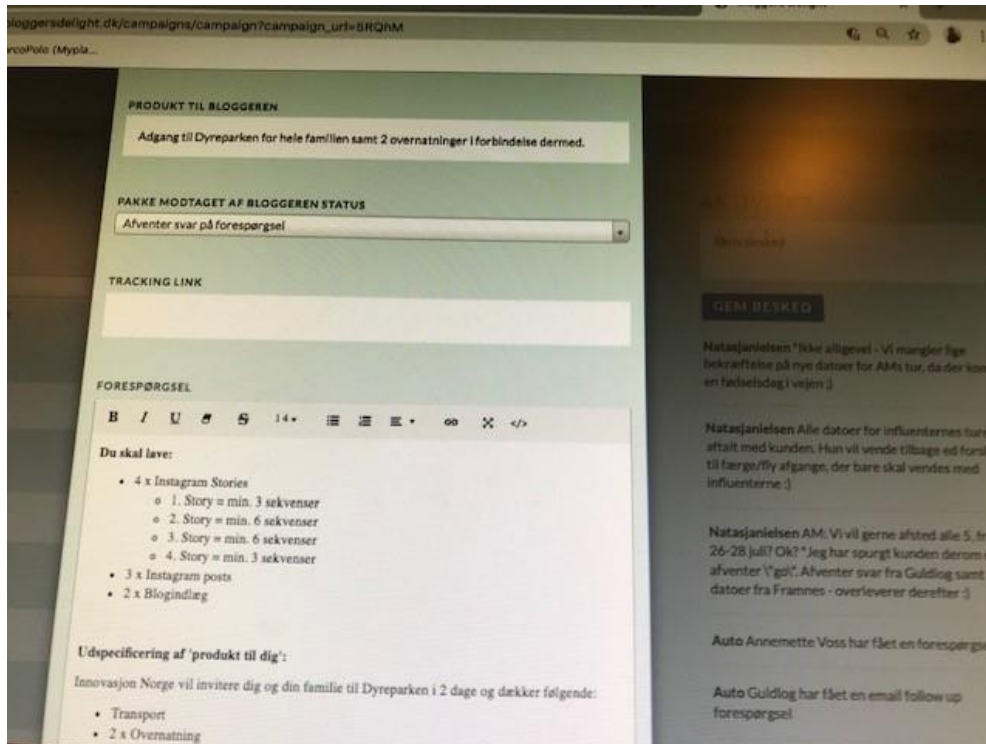 bloggersdelight.dk/campaigns/campaign?campaign_url=5RQhM
rcoPolo (Mypla...
PRODUKT TIL BLOGGEREN
Adgang til Dyreparken for hele familien samt 2 overnatninger i forbindelse dermed.
PAKKE MODTAGET AF BLOGGEREN STATUS
Afventer svar på forespørgsel
TRACKING LINK
FORESPØRGSEL
B I U S 14
Du skal lave:
4 x Instagram Stories
1. Story = min. 3 sekvenser
2. Story = min. 6 sekvenser
3. Story = min. 6 sekvenser
4. Story = min. 3 sekvenser
3 x Instagram posts
2 x Blogindlæg
Udspecificering af 'produkt til dig':
Innovasjon Norge vil invitere dig og din familie til Dyreparken i 2 dage og dækker følgende:
Transport
2 x Overnatning
Skriv besked
GEM BESKED
Natasjanielsen "Ikke alligevel - Vi mangler lige
bekræftelse på nye datoer for AMs tur, da der kom
en fødselsdag i vejen :)
Natasjanielsen Alle datoer for influenternes ture
aftalt med kunden. Hun vil vende tilbage ed forsl
til færge/fly afgange, der bare skal vendes med
influenterne :)
Natasjanielsen AM: Vi vil gerne afsted alle 5, fr
26-28 juli? Ok? "Jeg har spurgt kunden derom
afventer \"go\". Afventer svar fra Guldlog samt
datoer fra Framnes - overleverer derefter :)
Auto Annemette Voss har fået en forespørgse
Auto Guldlog har fået en email follow up
forespørgsel